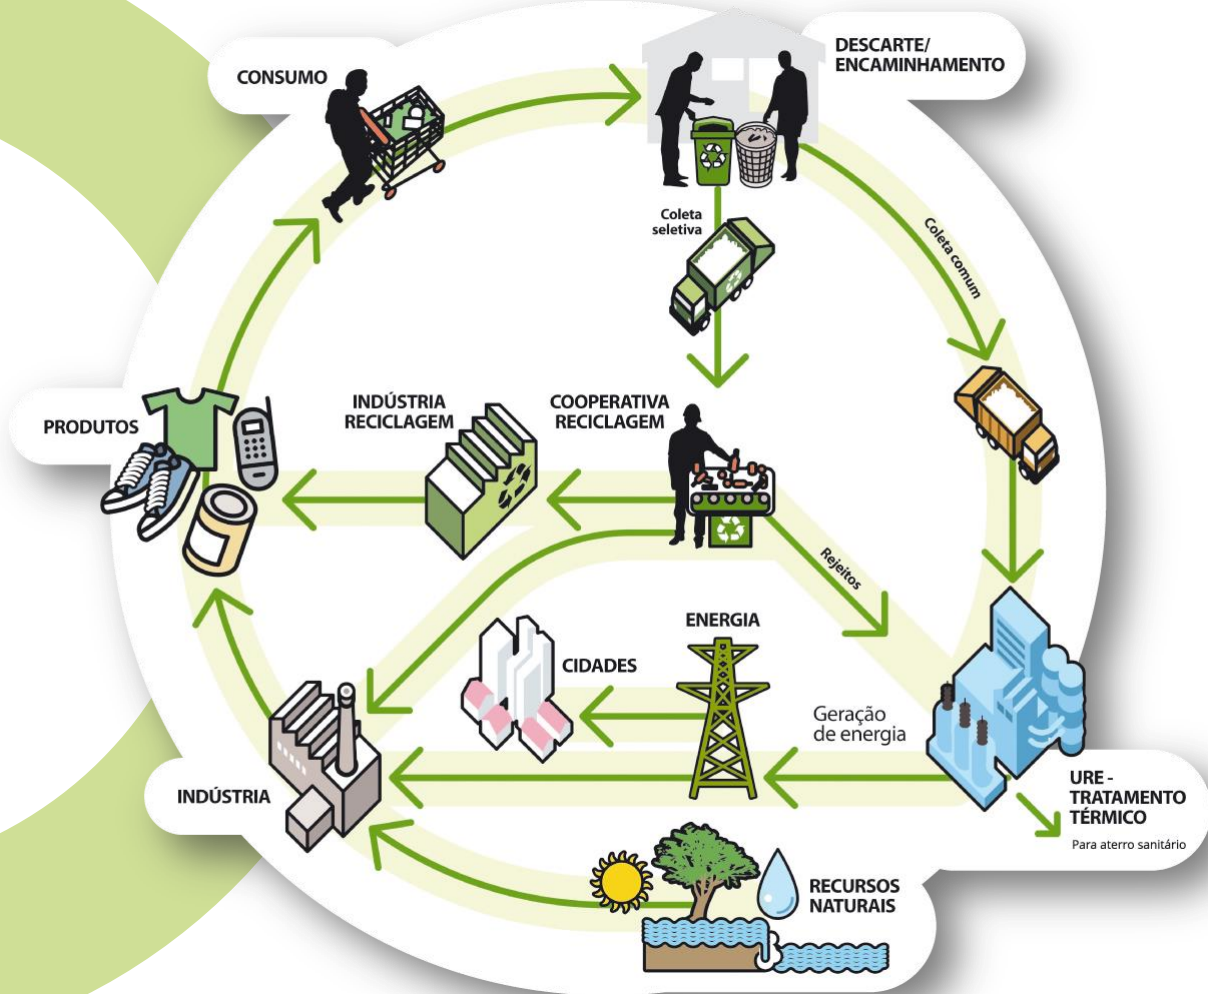 CONSUMO
DESCARTE/
ENCAMINHAMENTO
Coleta
seletiva
Coleta comum
PRODUTOS
INDÚSTRIA
RECICLAGEM
COOPERATIVA
RECICLAGEM
Rejeitos
ENERGIA
CIDADES
Geração
de energia
INDÚSTRIA
URE -
TRATAMENTO
TÉRMICO
Para aterro sanitário
RECURSOS
NATURAIS